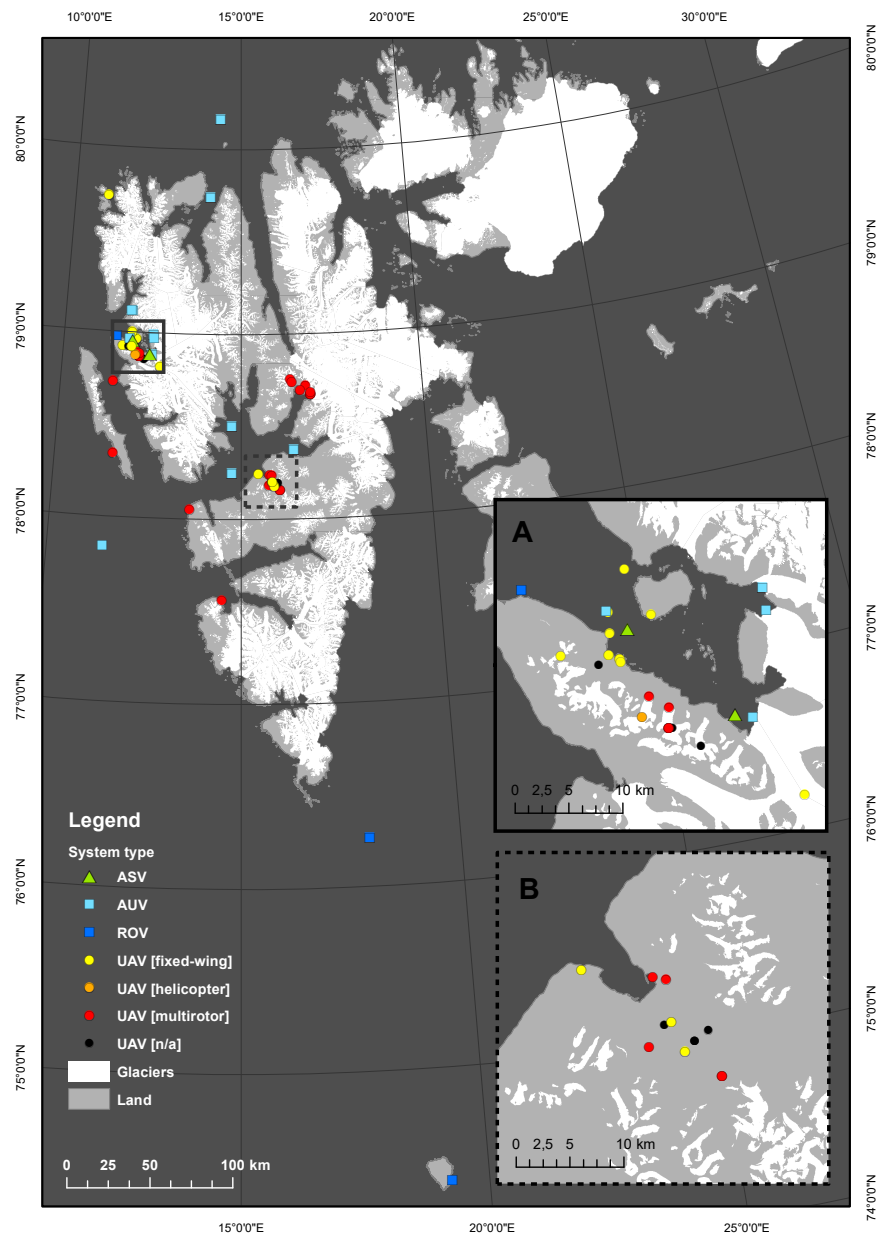 10°0'0"E 15°0'0"E 20°0'0"E 25°0'0"E 30°0'0"E
80°0'0"N
80°0'0"N
79°0'0"N
79°0'0"N
78°0'0"N
78°0'0"N
77°0'0"N
77°0'0"N
76°0'0"N
76°0'0"N
75°0'0"N
75°0'0"N
74°0'0"N
A
0 2,5 5 10 km
B
0 2,5 5 10 km
Legend
System type
ASV
AUV
ROV
UAV [fixed-wing]
UAV [helicopter]
UAV [multirotor]
UAV [n/a]
Glaciers
Land
0 25 50 100 km
15°0'0"E 20°0'0"E 25°0'0"E